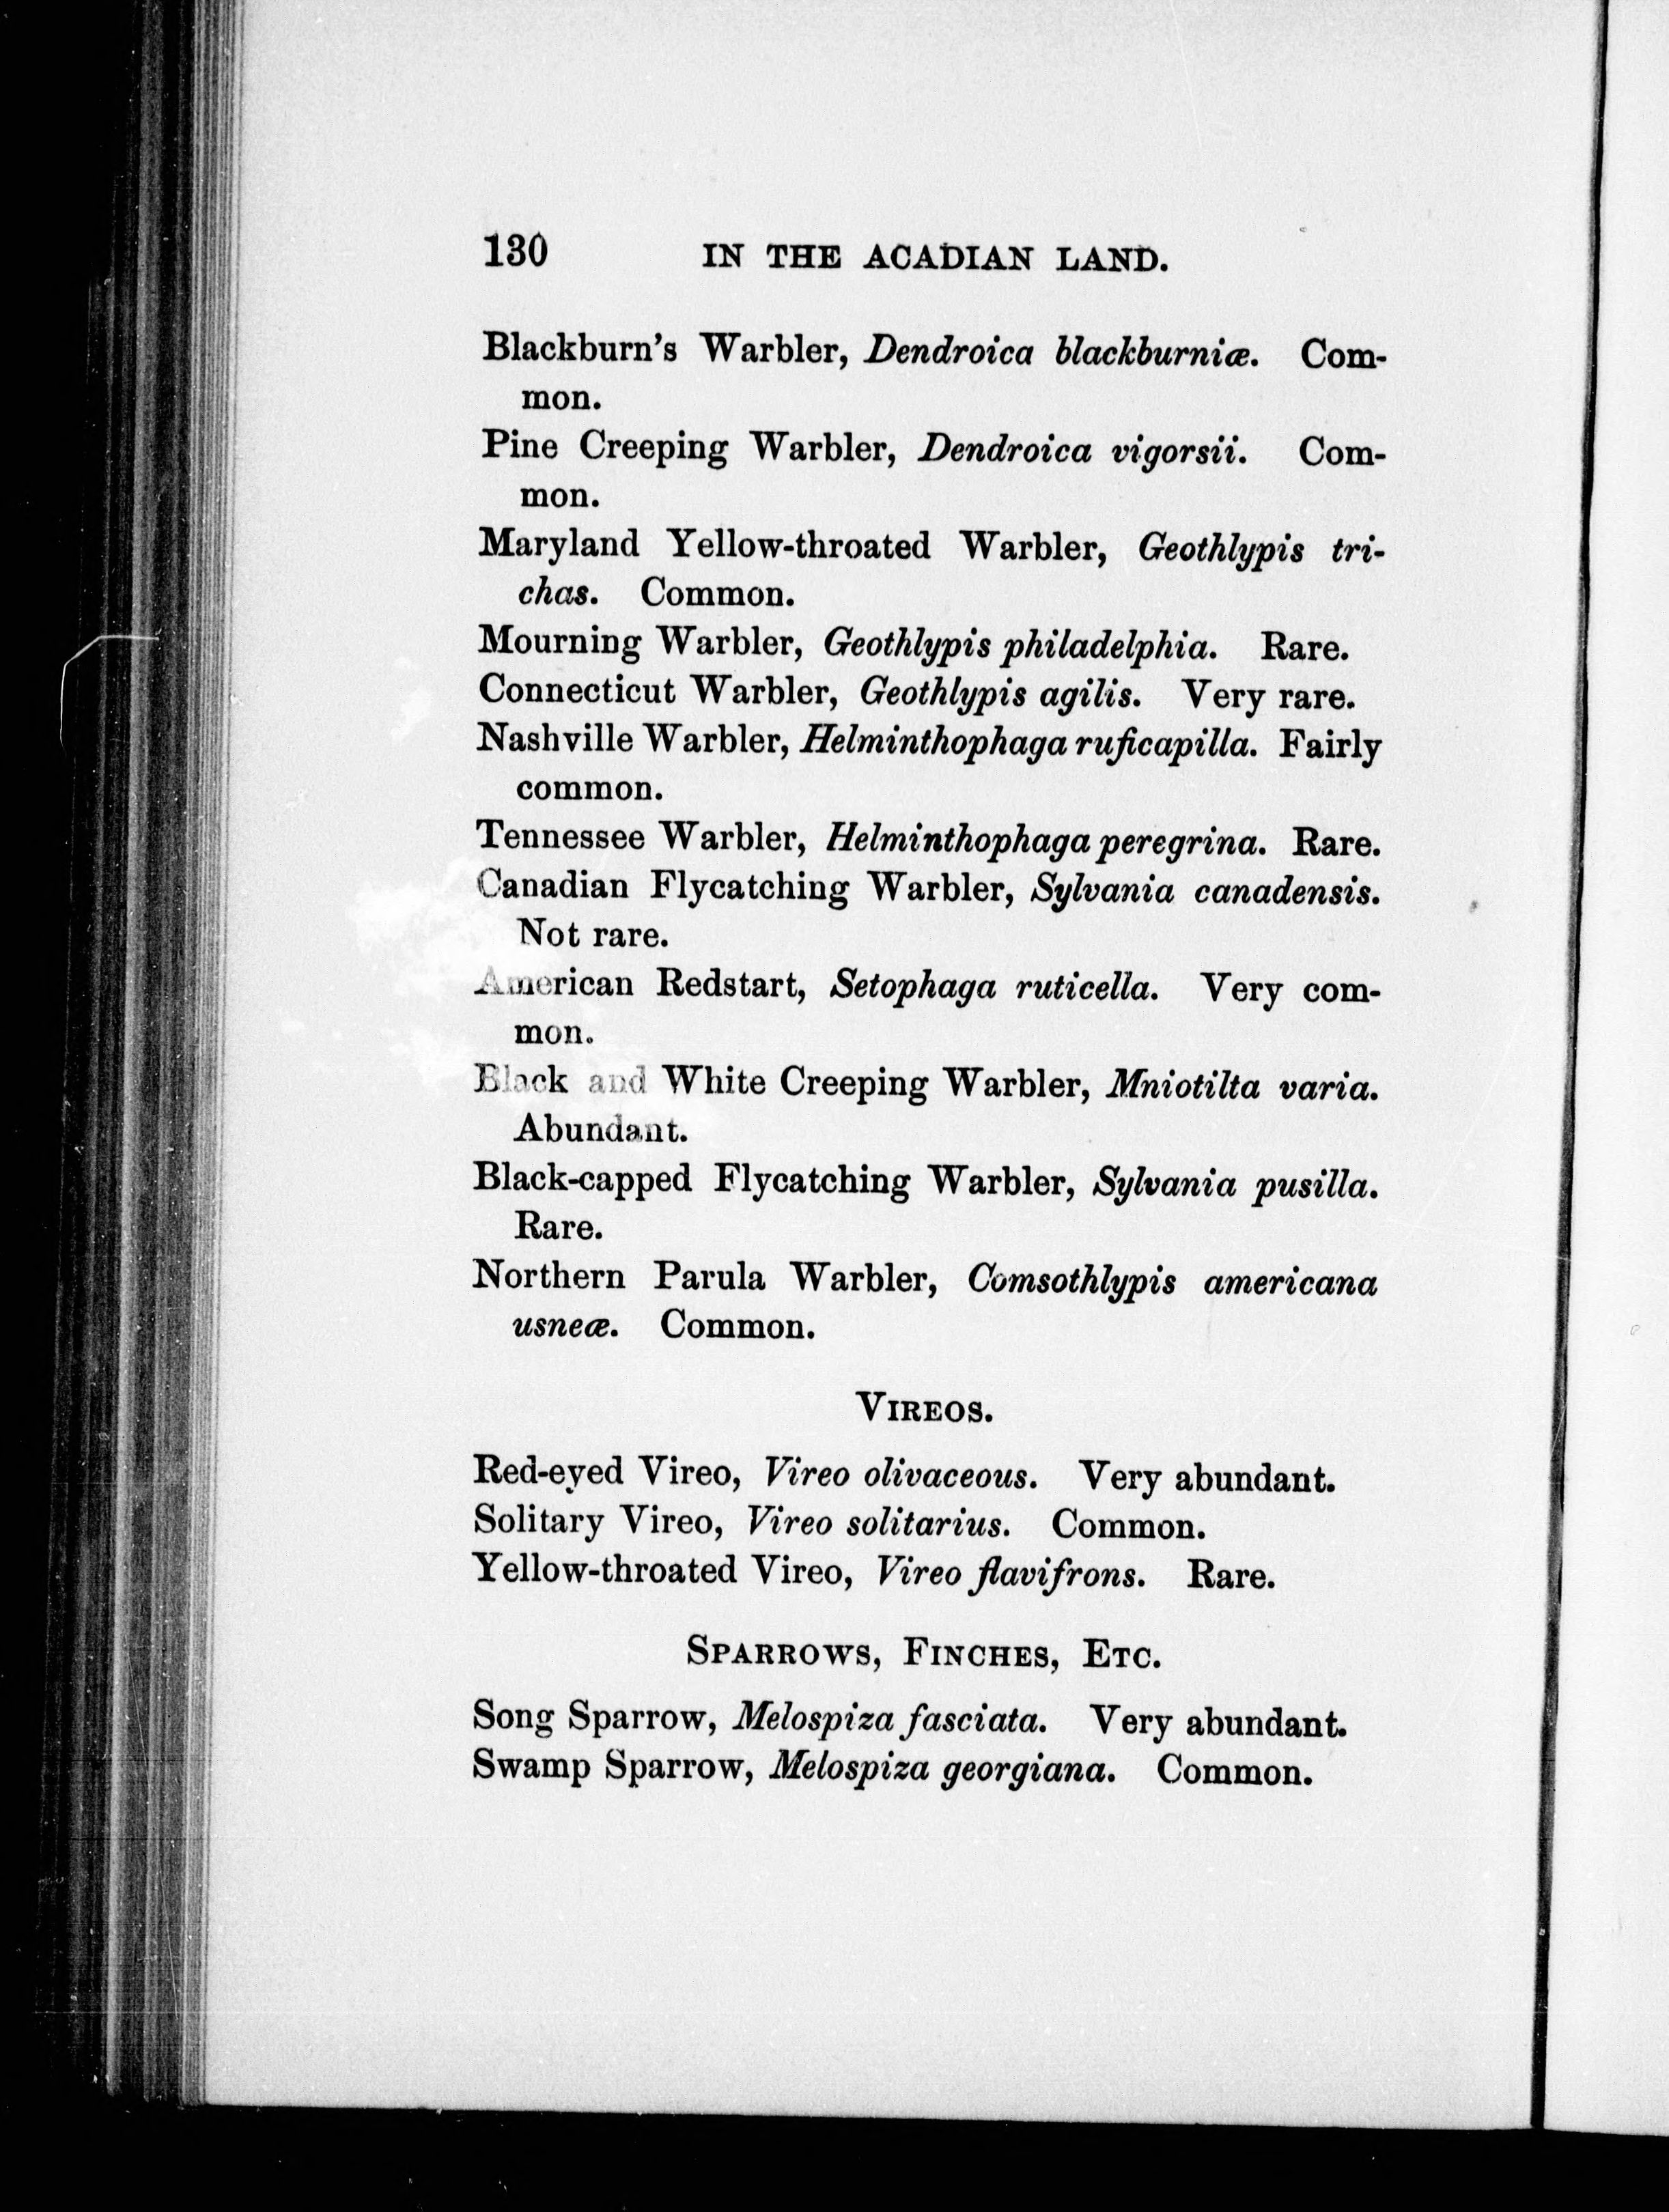 130 IN THE ACADIAN LAND.
Blackburn's Warbler, Dendroica blackburniæ. Com-
mon.
Pine Creeping Warbler, Dendroica vigorsii. Com-
mon.
Maryland Yellow-throated Warbler, Geothlypis tri-
chas. Common.
Mourning Warbler, Geothlypis philadelphia. Rare.
Connecticut Warbler, Geothlypis agilis. Very rare.
Nashville Warbler, Helminthophaga ruficapilla. Fairly
common.
Tennessee Warbler, Helminthophaga peregrina. Rare.
Canadian Flycatching Warbler, Sylvania canadensis.
Not rare.
American Redstart, Setophaga ruticella. Very com-
mon.
Black and White Creeping Warbler, Mniotilta varia.
Abundant.
Black-capped Flycatching Warbler, Sylvania pusilla.
Rare.
Northern Parula Warbler, Comsothlypis americana
usneæ. Common.
VIREOS.
Red-eyed Vireo, Vireo olivaceous. Very abundant.
Solitary Vireo, Vireo solitarius. Common.
Yellow-throated Vireo, Vireo flavifrons. Rare.
SPARROWS, FINCHES, ETC.
Song Sparrow, Melospiza fasciata. Very abundant.
Swamp Sparrow, Melospiza georgiana. Common.